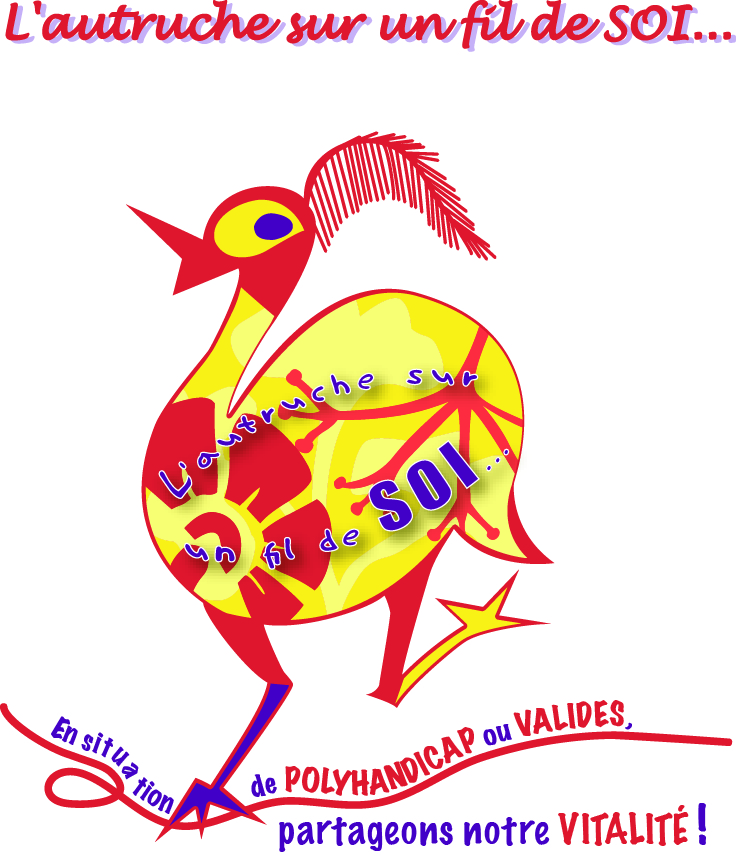 L'autruche sur un fil de SOI...
L'autruche sur
un fil de SOI...
En situation de POLYHANDICAP ou VALIDES,
partageons notre VITALITÉ !